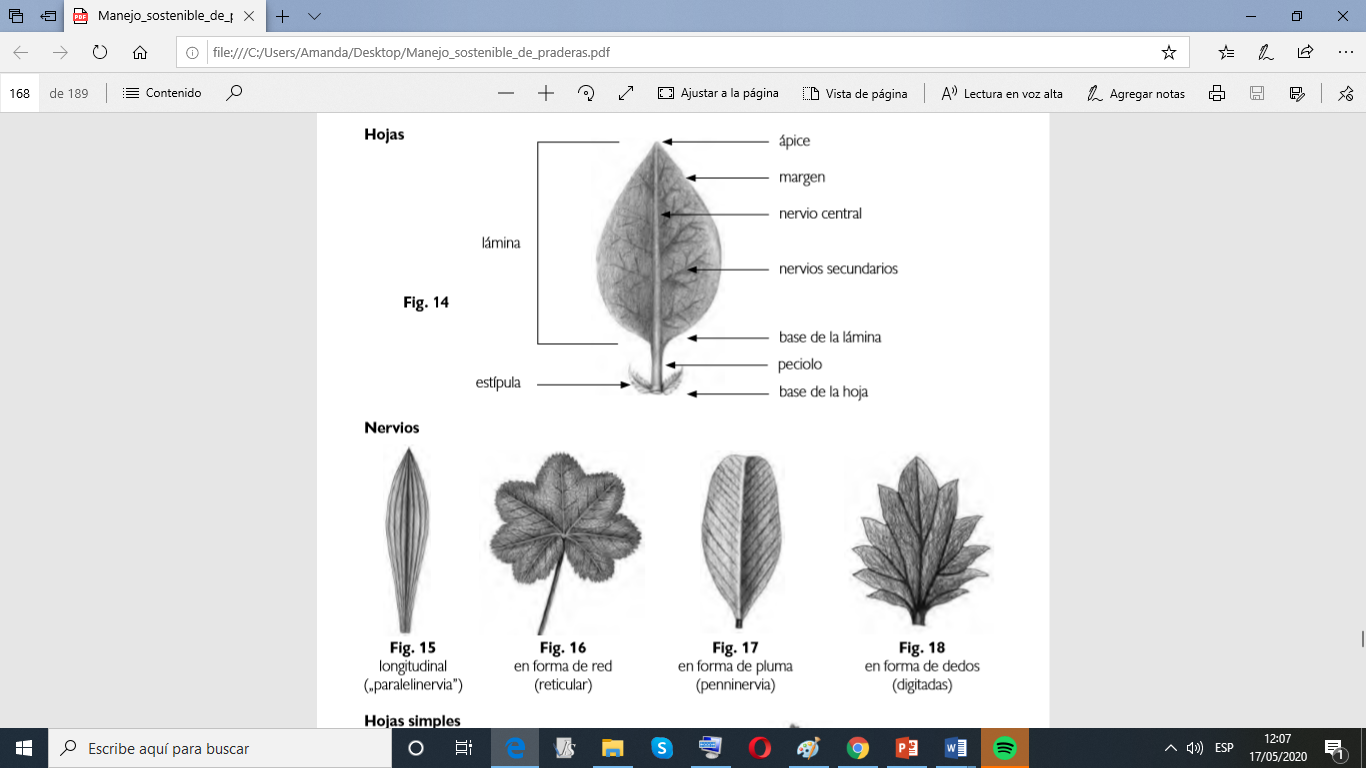 Manejo_sostenible_de_p
file:///C:/Users/Amanda/Desktop/Manejo_sostenible_de_praderas.pdf
168 de 189 Contenido Ajustar a la página Vista de página Lectura en voz alta Agregar notas
Hojas
ápice
margen
nervio central
lámina
nervios secundarios
Fig. 14
base de la lámina
peciolo
estípula
base de la hoja
Nervios
Fig. 15 Fig. 16 Fig. 17 Fig. 18
longitudinal en forma de red en forma de pluma en forma de dedos
(„paralelinervia”) (reticular) (penninervia) (digitadas)
Hojas simples
Escribe aquí para buscar
ESP
12:07
17/05/2020
1